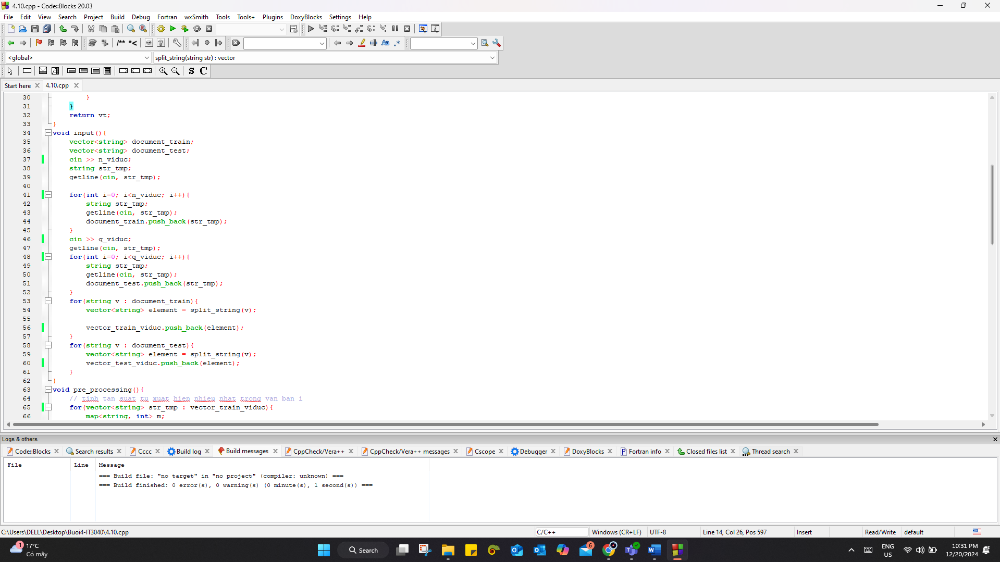 4.10.cpp - Code::Blocks 20.03
File Edit View Search Project Build Debug Fortran wxSmith Tools Tools+ Plugins DoxyBlocks Settings Help
/** *<
<global> split_string(string str) : vector
S C
Start here 4.10.cpp
30 }
31 }
32 return vt;
33 }
34 void input(){
35 vector<string> document_train;
36 vector<string> document_test;
37 cin >> n_viduc;
38 string str_tmp;
39 getline(cin, str_tmp);
40
41 for(int i=0; i<n_viduc; i++){
42 string str_tmp;
43 getline(cin, str_tmp);
44 document_train.push_back(str_tmp);
45 }
46 cin >> q_viduc;
47 getline(cin, str_tmp);
48 for(int i=0; i<q_viduc; i++){
49 string str_tmp;
50 getline(cin, str_tmp);
51 document_test.push_back(str_tmp);
52 }
53 for(string v : document_train){
54 vector<string> element = split_string(v);
55
56 vector_train_viduc.push_back(element);
57 }
58 for(string v : document_test){
59 vector<string> element = split_string(v);
60 vector_test_viduc.push_back(element);
61 }
62 }
63 void pre_processing(){
64 // tinh tan suat tu xuat hien nhieu nhat trong van ban i
65 for(vector<string> str_tmp : vector_train_viduc){
66 map<string, int> m;
Logs & others
Code::Blocks Search results Cccc Build log Build messages CppCheck/Vera++ CppCheck/Vera++ messages Cscope Debugger DoxyBlocks Fortran info Closed files list Thread search
File Line Message
=== Build file: "no target" in "no project" (compiler: unknown) ===
=== Build finished: 0 error(s), 0 warning(s) (0 minute(s), 1 second(s)) ===
C:\Users\DELL\Desktop\Buoi4-IT3040\4.10.cpp C/C++ Windows (CR+LF) UTF-8 Line 14, Col 26, Pos 597 Insert Read/Write default
1 17°C
Có mây
Search
6
ENG
US
10:31 PM
12/20/2024